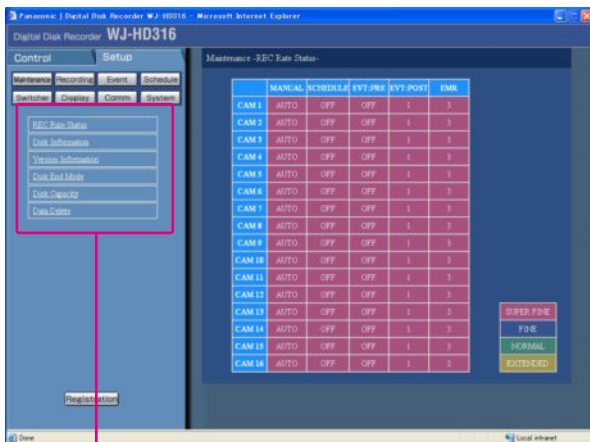 Panasonic | Digital Disk Recorder WJ-HD316 - Microsoft Internet Explorer
Digital Disk Recorder WJ-HD316
Control Setup
Maintenance Recording Event Schedule
Switcher Display Comm System
REC Rate Status
Disk Information
Version Information
Disk End Mode
Disk Capacity
Data Delete
Registration
Maintenance -REC Rate Status-
MANUAL SCHEDULE EVT:PRE EVT:POST EMR
CAM 1 AUTO OFF OFF 1 3
CAM 2 AUTO OFF OFF 1 3
CAM 3 AUTO OFF OFF 1 3
CAM 4 AUTO OFF OFF 1 3
CAM 5 AUTO OFF OFF 1 3
CAM 6 AUTO OFF OFF 1 3
CAM 7 AUTO OFF OFF 1 3
CAM 8 AUTO OFF OFF 1 3
CAM 9 AUTO OFF OFF 1 3
CAM 10 AUTO OFF OFF 1 3
CAM 11 AUTO OFF OFF 1 3
CAM 12 AUTO OFF OFF 1 3
CAM 13 AUTO OFF OFF 1 3
CAM 14 AUTO OFF OFF 1 3
CAM 15 AUTO OFF OFF 1 3
CAM 16 AUTO OFF OFF 1 3
SUPER FINE
FINE
NORMAL
EXTENDED
Done Local intranet